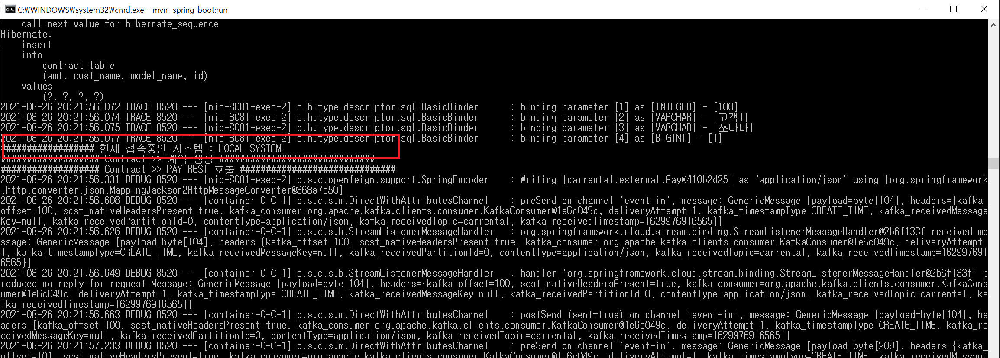 C:₩WINDOWS₩system32₩cmd.exe - mvn  spring-boot:run
    call next value for hibernate_sequence
Hibernate:
    insert
    into
        contract_table
        (amt, cust_name, model_name, id)
    values
        (?, ?, ?, ?)
2021-08-26 20:21:56.072 TRACE 8520 --- [nio-8081-exec-2] o.h.type.descriptor.sql.BasicBinder      : binding parameter [1] as [INTEGER] - [100]
2021-08-26 20:21:56.074 TRACE 8520 --- [nio-8081-exec-2] o.h.type.descriptor.sql.BasicBinder      : binding parameter [2] as [VARCHAR] - [고객1]
2021-08-26 20:21:56.075 TRACE 8520 --- [nio-8081-exec-2] o.h.type.descriptor.sql.BasicBinder      : binding parameter [3] as [VARCHAR] - [쏘나타]
2021-08-26 20:21:56.077 TRACE 8520 --- [nio-8081-exec-2] o.h.type.descriptor.sql.BasicBinder      : binding parameter [4] as [BIGINT] - [1]
################## 현재 접속중인 시스템 : LOCAL_SYSTEM
################### Contract >> 계약 생성 ##############################
################### Contract >> PAY REST 호출 ##############################
2021-08-26 20:21:56.331 DEBUG 8520 --- [nio-8081-exec-2] o.s.c.openfeign.support.SpringEncoder    : Writing [carrental.external.Pay@410b2d25] as "application/json" using [org.springframework
.http.converter.json.MappingJackson2HttpMessageConverter@368a7c50]
2021-08-26 20:21:56.608 DEBUG 8520 --- [container-0-C-1] o.s.c.s.m.DirectWithAttributesChannel    : preSend on channel 'event-in', message: GenericMessage [payload=byte[104], headers={kafka_
offset=100, scst_nativeHeadersPresent=true, kafka_consumer=org.apache.kafka.clients.consumer.KafkaConsumer@1e6c049c, deliveryAttempt=1, kafka_timestampType=CREATE_TIME, kafka_receivedMessage
Key=null, kafka_receivedPartitionId=0, contentType=application/json, kafka_receivedTopic=carrental, kafka_receivedTimestamp=1629976916565}]
2021-08-26 20:21:56.626 DEBUG 8520 --- [container-0-C-1] o.s.c.s.b.StreamListenerMessageHandler   : org.springframework.cloud.stream.binding.StreamListenerMessageHandler@2b6f133f received me
ssage: GenericMessage [payload=byte[104], headers={kafka_offset=100, scst_nativeHeadersPresent=true, kafka_consumer=org.apache.kafka.clients.consumer.KafkaConsumer@1e6c049c, deliveryAttempt=
1, kafka_timestampType=CREATE_TIME, kafka_receivedMessageKey=null, kafka_receivedPartitionId=0, contentType=application/json, kafka_receivedTopic=carrental, kafka_receivedTimestamp=162997691
6565}]
2021-08-26 20:21:56.649 DEBUG 8520 --- [container-0-C-1] o.s.c.s.b.StreamListenerMessageHandler   : handler 'org.springframework.cloud.stream.binding.StreamListenerMessageHandler@2b6f133f' p
roduced no reply for request Message: GenericMessage [payload=byte[104], headers={kafka_offset=100, scst_nativeHeadersPresent=true, kafka_consumer=org.apache.kafka.clients.consumer.KafkaCons
umer@1e6c049c, deliveryAttempt=1, kafka_timestampType=CREATE_TIME, kafka_receivedMessageKey=null, kafka_receivedPartitionId=0, contentType=application/json, kafka_receivedTopic=carrental, ka
fka_receivedTimestamp=1629976916565}]
2021-08-26 20:21:56.663 DEBUG 8520 --- [container-0-C-1] o.s.c.s.m.DirectWithAttributesChannel    : postSend (sent=true) on channel 'event-in', message: GenericMessage [payload=byte[104], he
aders={kafka_offset=100, scst_nativeHeadersPresent=true, kafka_consumer=org.apache.kafka.clients.consumer.KafkaConsumer@1e6c049c, deliveryAttempt=1, kafka_timestampType=CREATE_TIME, kafka_re
ceivedMessageKey=null, kafka_receivedPartitionId=0, contentType=application/json, kafka_receivedTopic=carrental, kafka_receivedTimestamp=1629976916565}]
2021-08-26 20:21:57.233 DEBUG 8520 --- [container-0-C-1] o.s.c.s.m.DirectWithAttributesChannel    : preSend on channel 'event-in', message: GenericMessage [payload=byte[209], headers={kafka_
offset=101, scst_nativeHeadersPresent=true, kafka_consumer=org.apache.kafka.clients.consumer.KafkaConsumer@1e6c049c, deliveryAttempt=1, kafka_timestampType=CREATE_TIME, kafka_receivedMessage